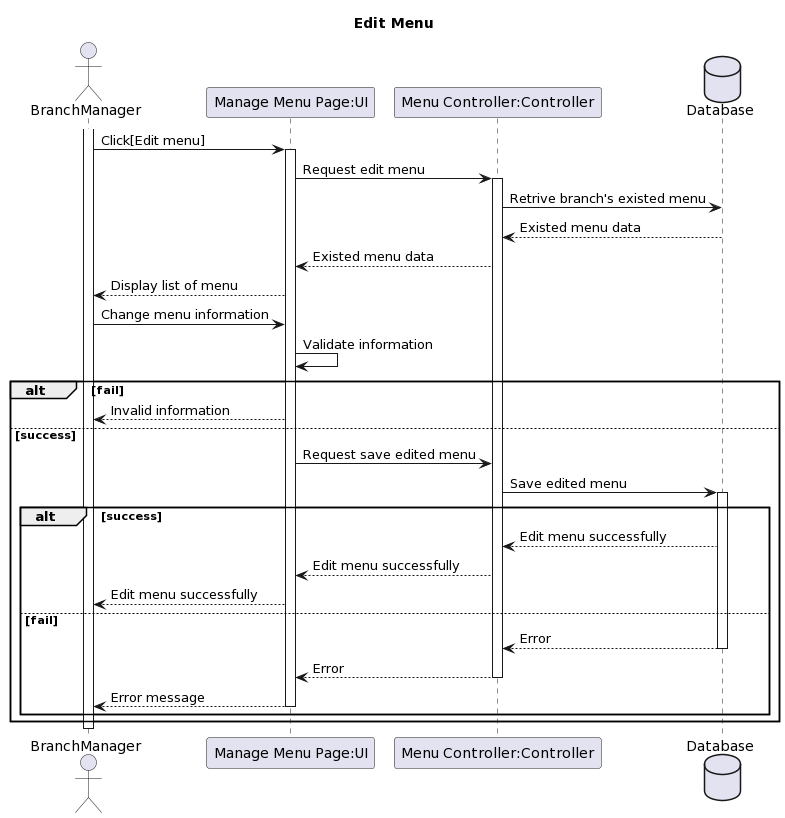 Edit Menu
BranchManager
Manage Menu Page:UI
Menu Controller:Controller
Database
Click[Edit menu]
Request edit menu
Retrive branch's existed menu
Existed menu data
Existed menu data
Display list of menu
Change menu information
Validate information
alt [fail]
Invalid information
[success]
Request save edited menu
Save edited menu
alt [success]
Edit menu successfully
Edit menu successfully
Edit menu successfully
[fail]
Error
Error
Error message
BranchManager
Manage Menu Page:UI
Menu Controller:Controller
Database